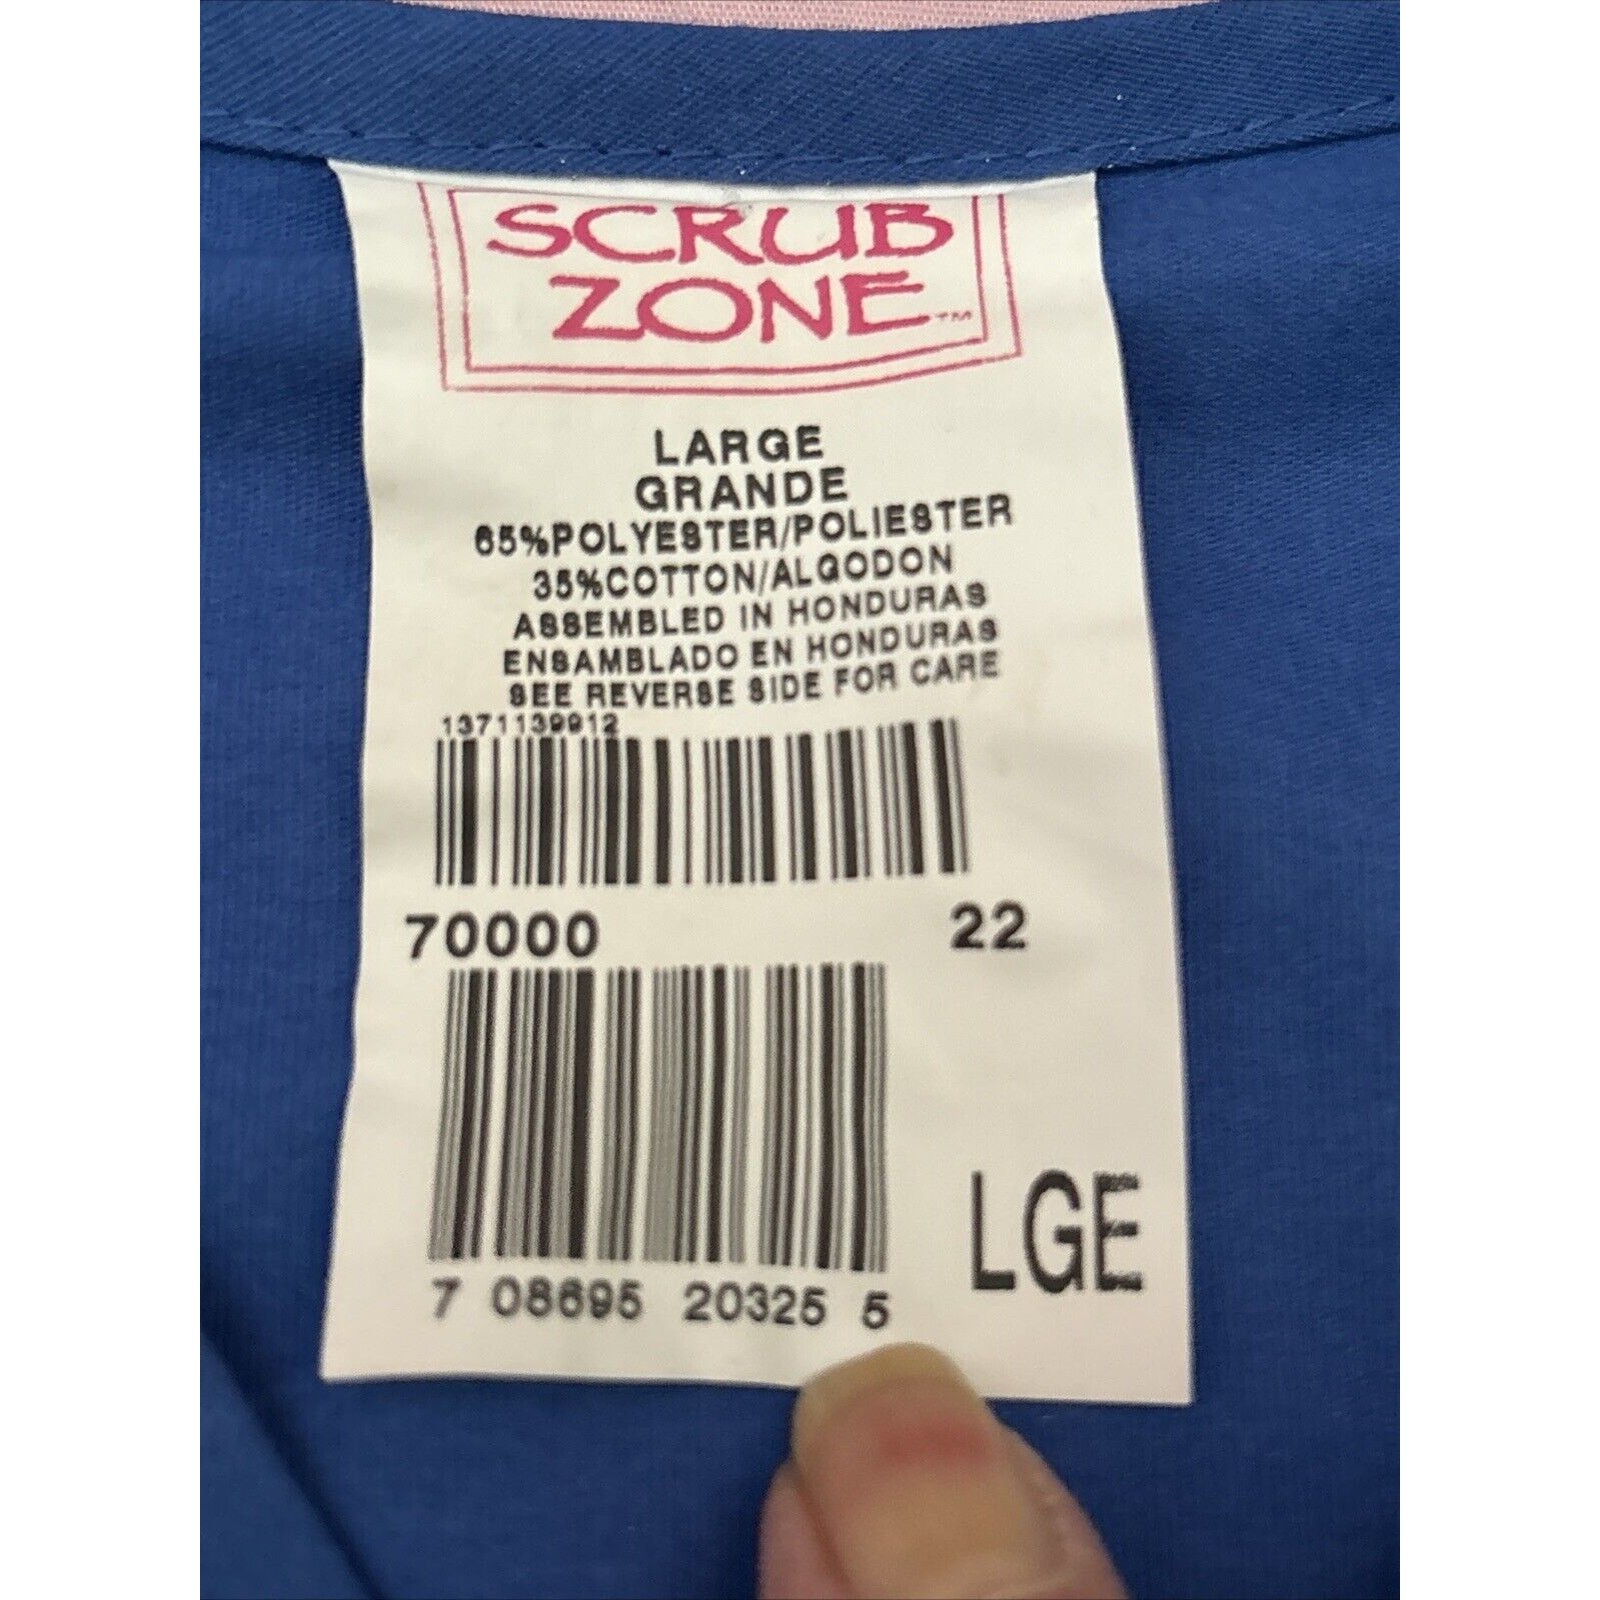 SCRUB
ZONE™
LARGE
GRANDE
65%POLYESTER/POLIESTER
35%COTTON/ALGODON
ASSEMBLED IN HONDURAS
ENSAMBLADO EN HONDURAS
SEE REVERSE SIDE FOR CARE
1371139912
70000 22
LGE
7 08695 20325 5